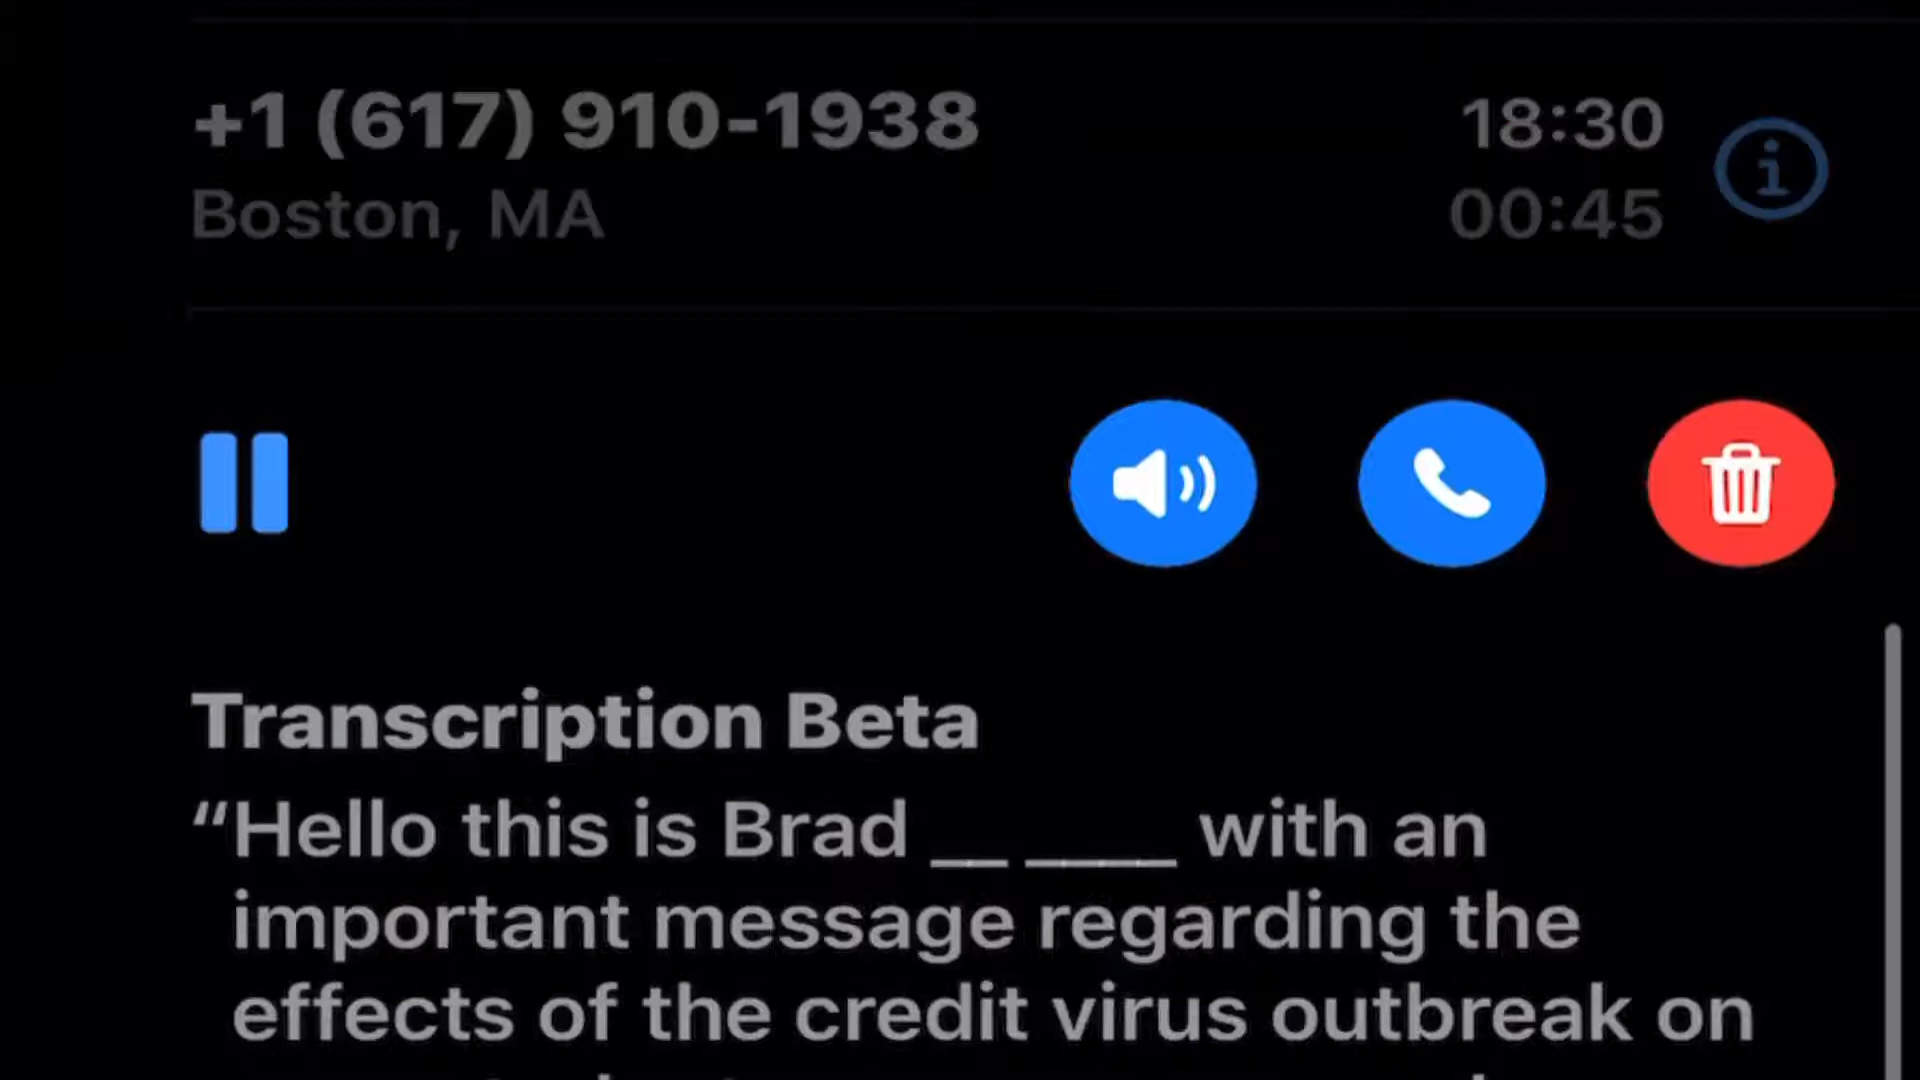 +1 (617) 910-1938
18:30
Boston, MA
00:45
Transcription Beta
“Hello this is Brad __ ____ with an
important message regarding the
effects of the credit virus outbreak on